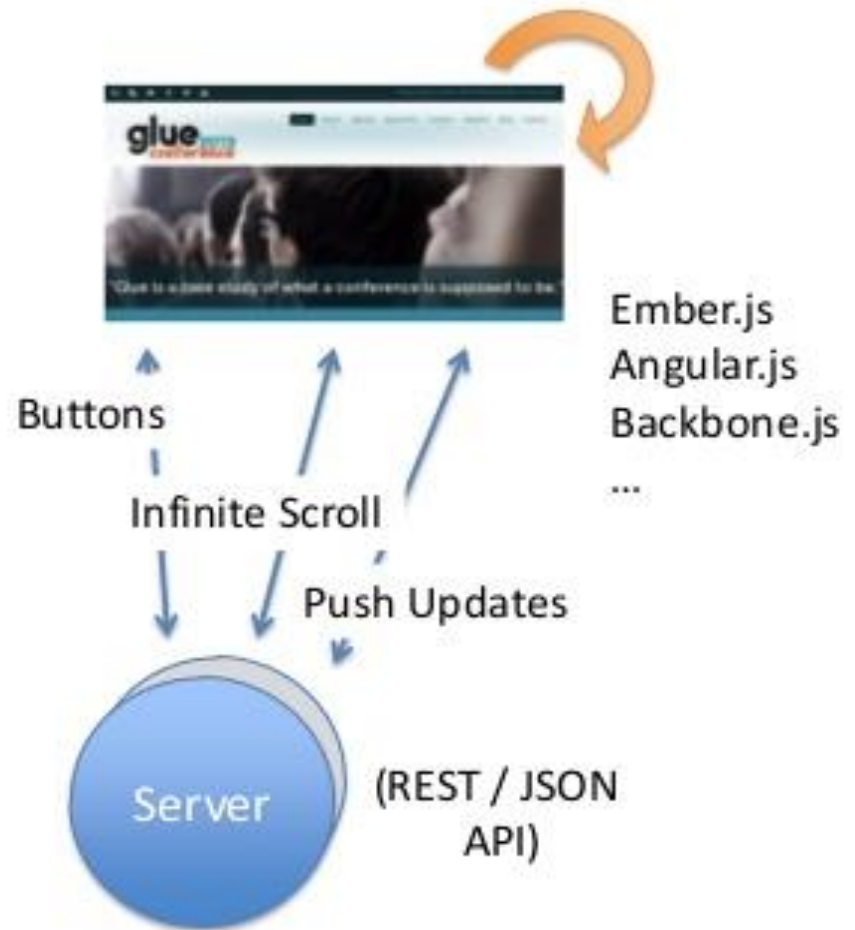 glue
conference
"Glue is a case study of what a conference is supposed to be."
Ember.js
Angular.js
Backbone.js
...
Buttons
Infinite Scroll
Push Updates
Server
(REST / JSON
API)